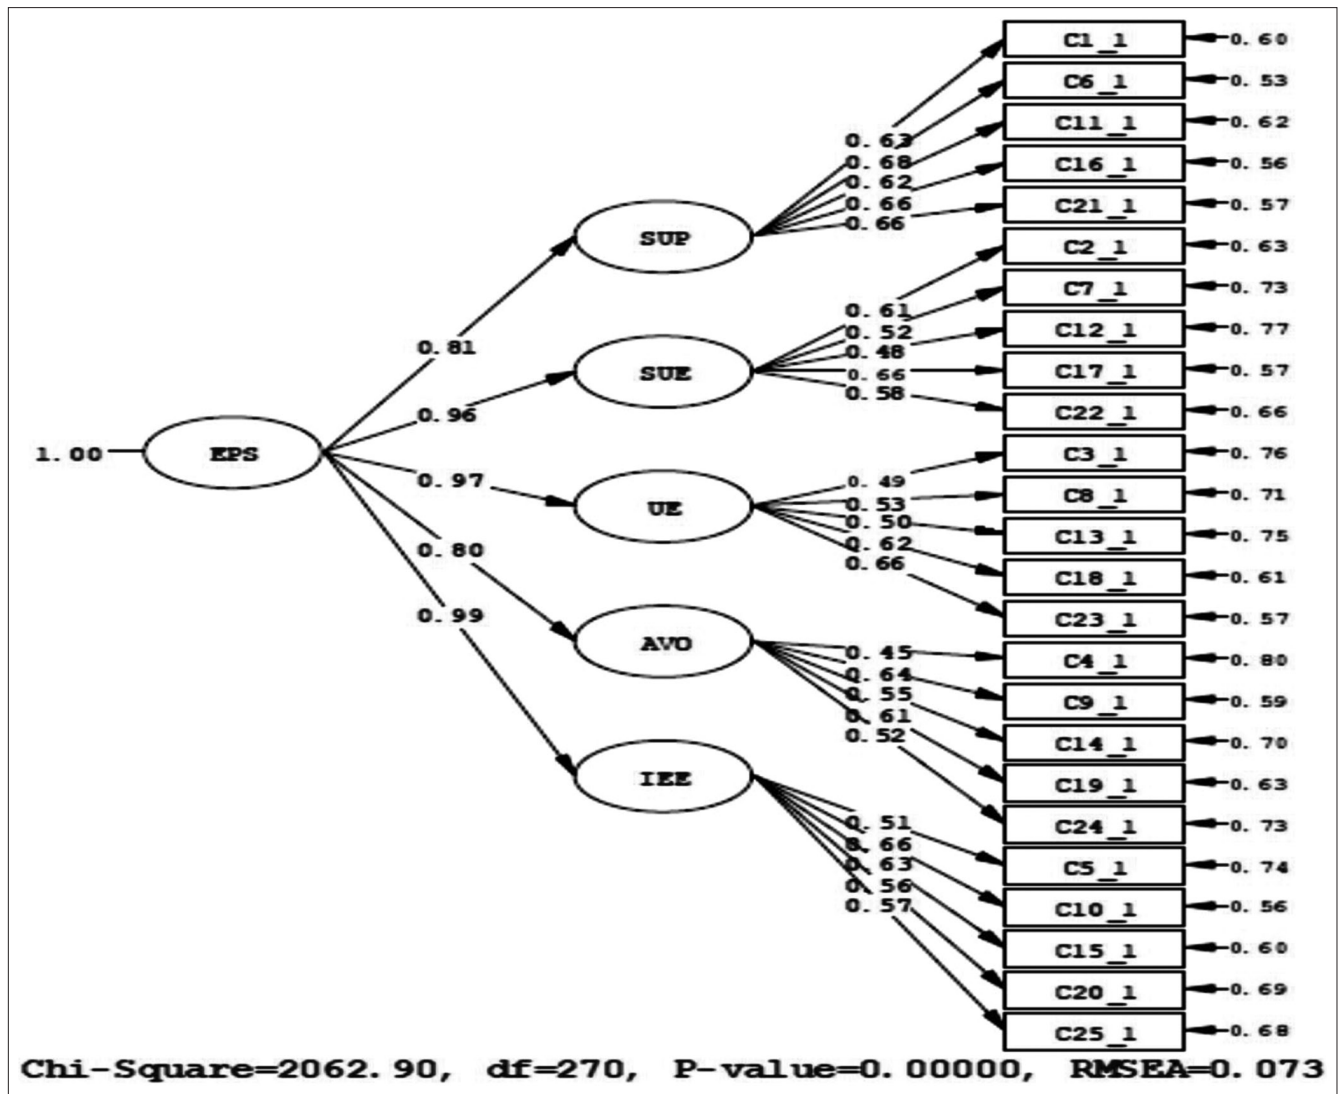 C1_1 0.60
C6_1 0.53
C11_1 0.62
C16_1 0.56
C21_1 0.57
C2_1 0.63
C7_1 0.73
C12_1 0.77
C17_1 0.57
C22_1 0.66
C3_1 0.76
C8_1 0.71
C13_1 0.75
C18_1 0.61
C23_1 0.57
C4_1 0.80
C9_1 0.59
C14_1 0.70
C19_1 0.63
C24_1 0.73
C5_1 0.74
C10_1 0.56
C15_1 0.60
C20_1 0.69
C25_1 0.68
0.63
0.68
0.62
0.66
0.66
0.61
0.52
0.48
0.66
0.58
0.49
0.53
0.50
0.62
0.66
0.45
0.64
0.55
0.61
0.52
0.51
0.66
0.63
0.56
0.57
SUP
SUE
UE
AVO
IEE
0.81
0.96
0.97
0.80
0.99
1.00 EPS
Chi-Square=2062.90, df=270, P-value=0.00000, RMSEA=0.073